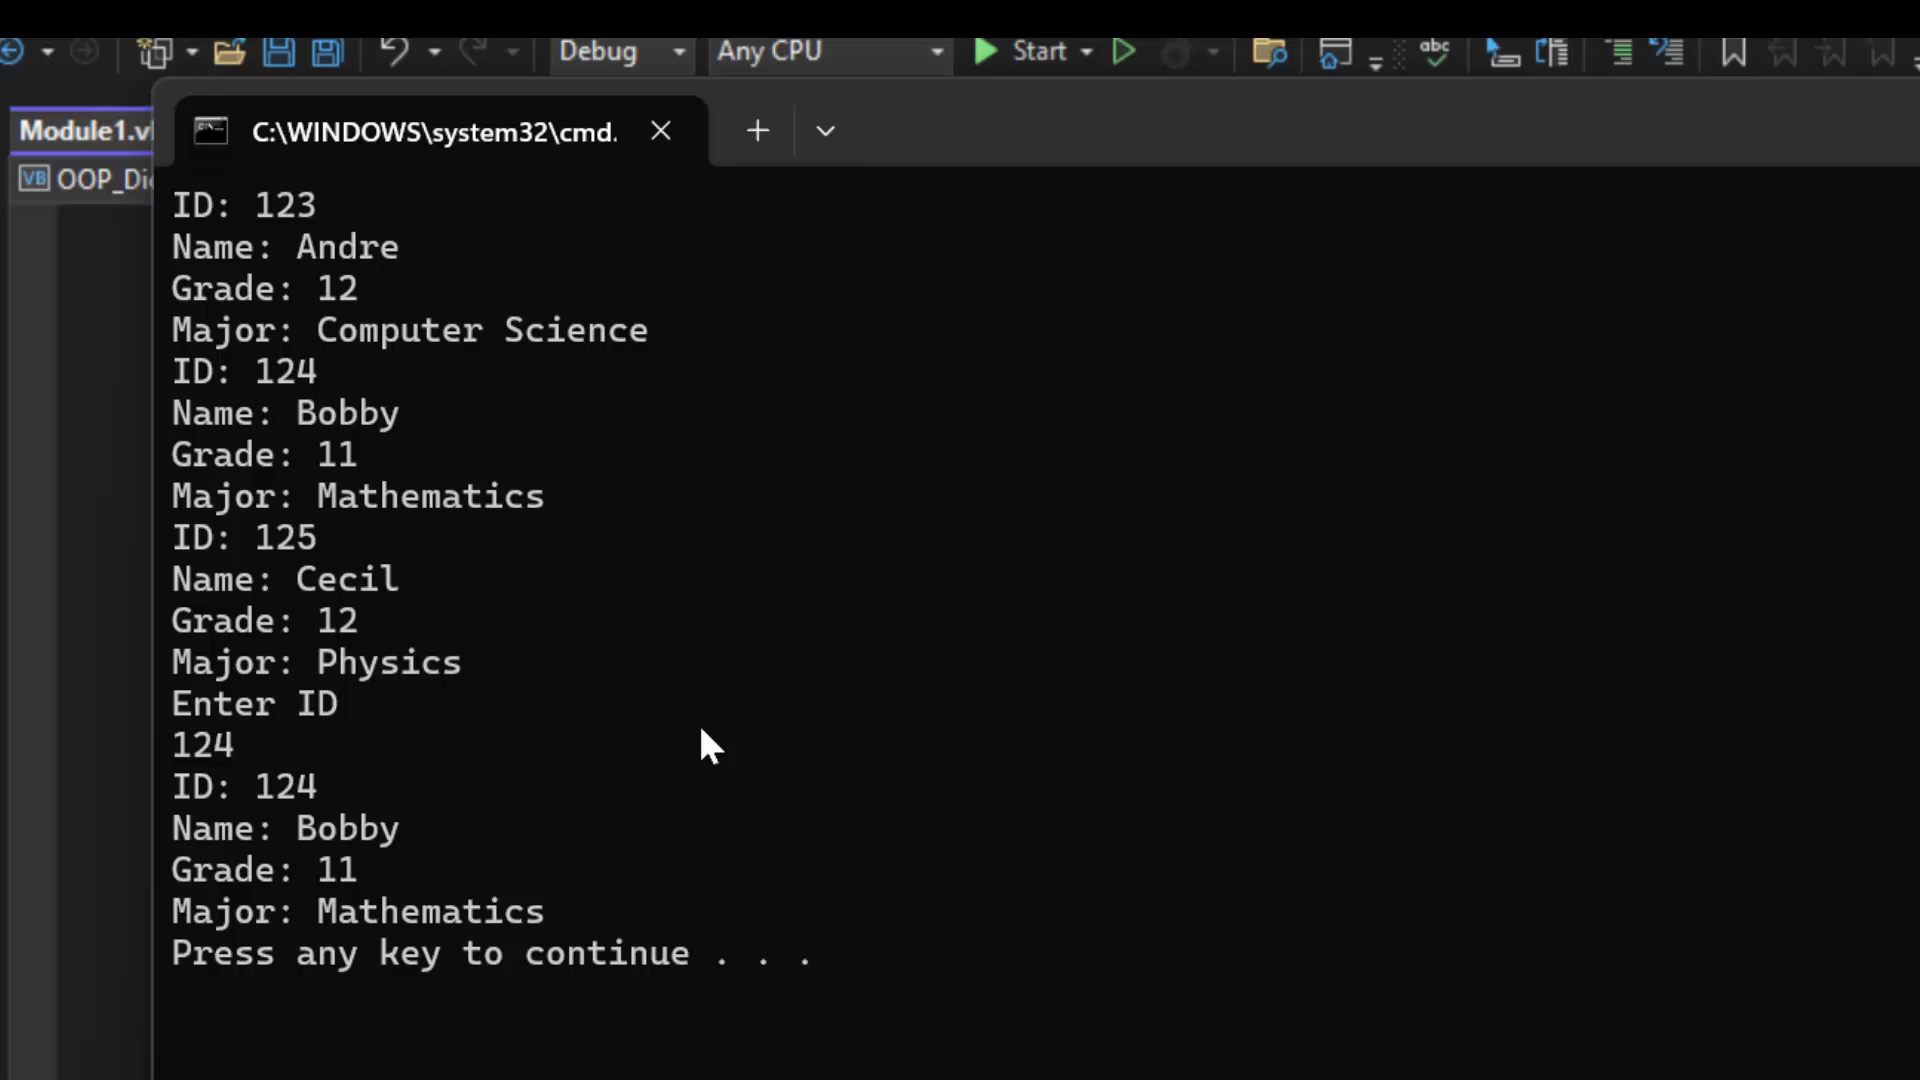 Debug
Any CPU
Start
abc
Module1.v
C:\WINDOWS\system32\cmd.
VB OOP_Di
ID: 123
Name: Andre
Grade: 12
Major: Computer Science
ID: 124
Name: Bobby
Grade: 11
Major: Mathematics
ID: 125
Name: Cecil
Grade: 12
Major: Physics
Enter ID
124
ID: 124
Name: Bobby
Grade: 11
Major: Mathematics
Press any key to continue . . .